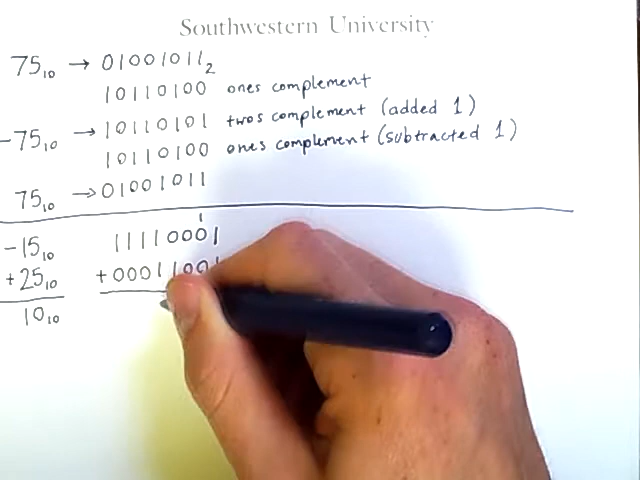 Southwestern University
75₁₀ → 01001011₂
10110100 ones complement
-75₁₀ → 10110101 twos complement (added 1)
10110100 ones complement (subtracted 1)
75₁₀ → 01001011
1
-15₁₀ 11110001
+25₁₀ +00011001
10₁₀